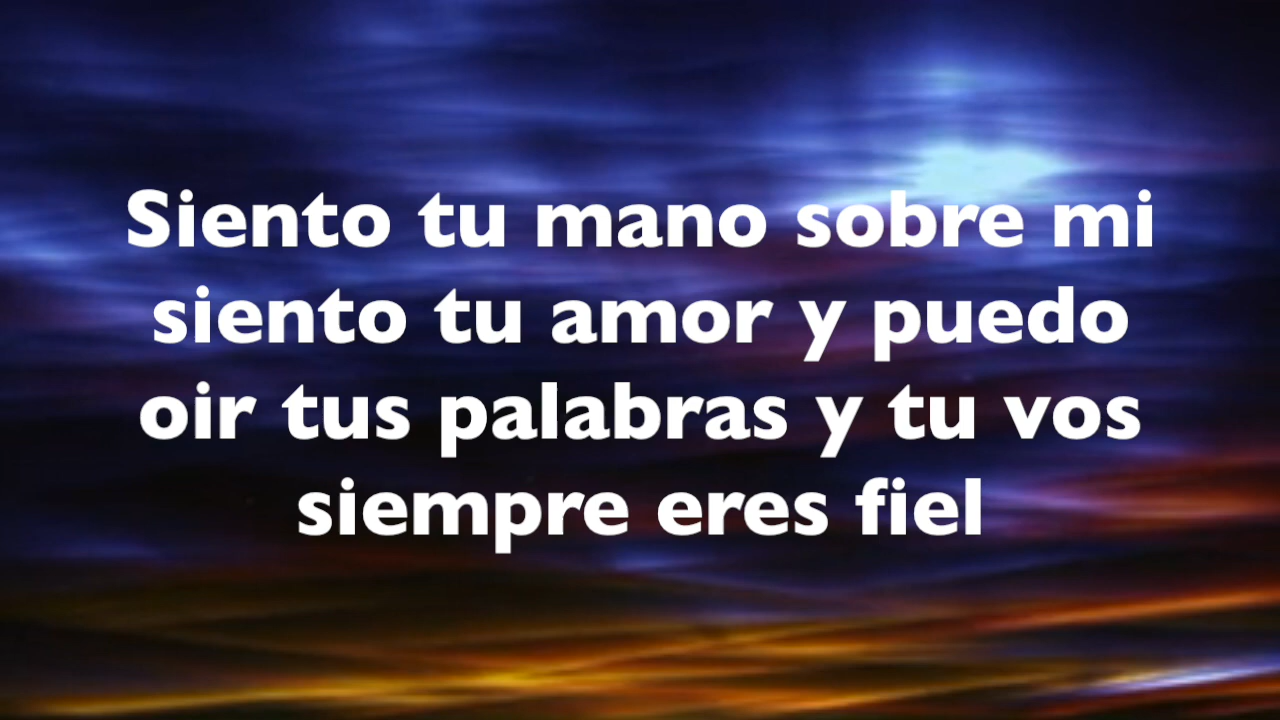 Siento tu mano sobre mi
siento tu amor y puedo
oir tus palabras y tu vos
siempre eres fiel